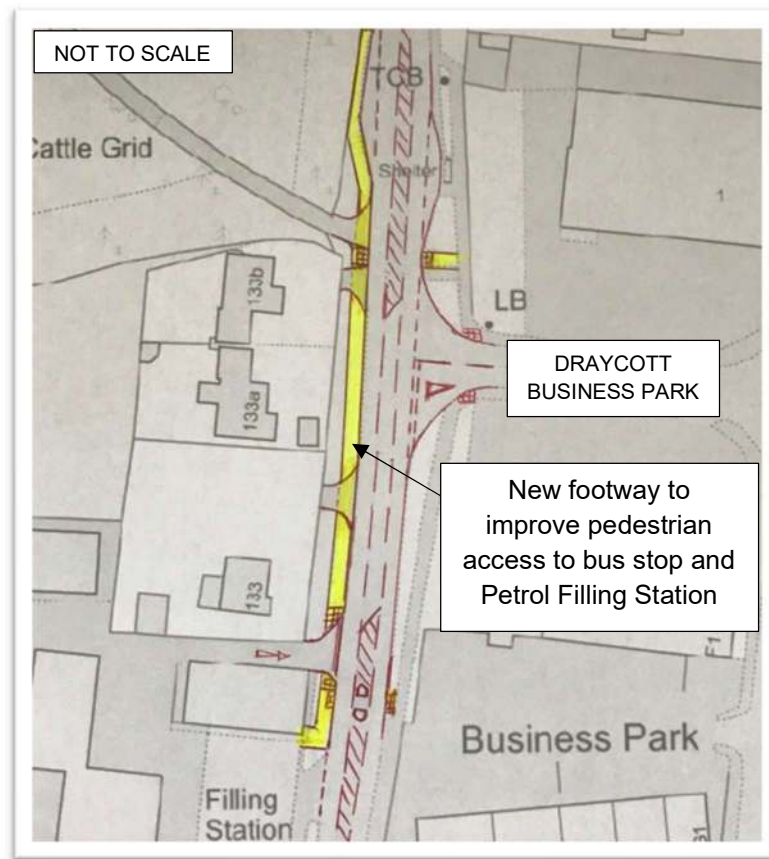 NOT TO SCALE
TCB
Cattle Grid
Shelter
1
133b
LB
133a
DRAYCOTT
BUSINESS PARK
New footway to
improve pedestrian
access to bus stop and
Petrol Filling Station
133
F1
Business Park
Filling
Station